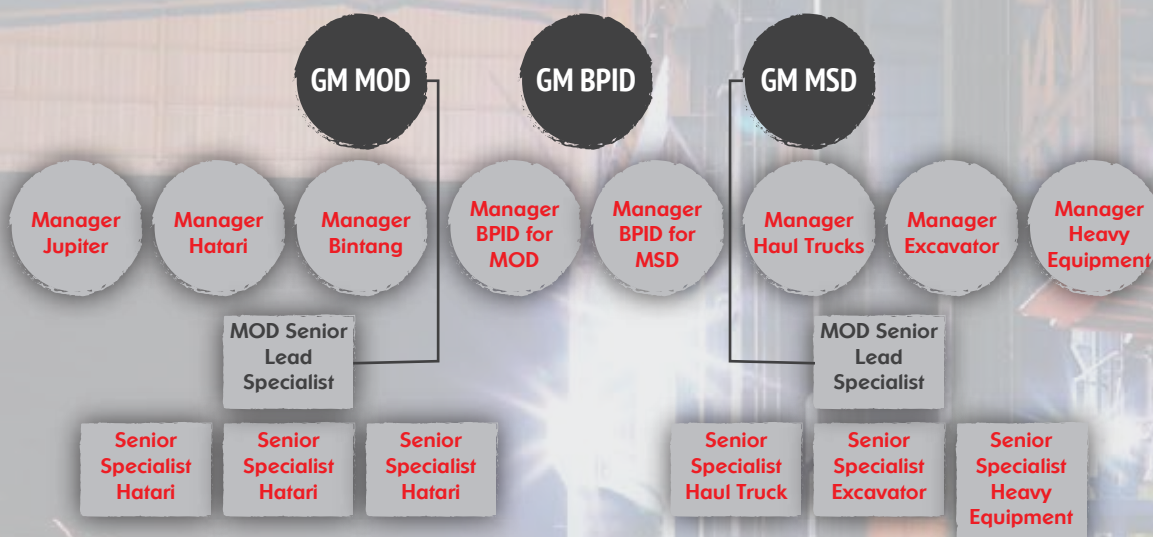 GM MOD
GM BPID
GM MSD
Manager
Jupiter
Manager
Hatari
Manager
Bintang
Manager
BPID for
MOD
Manager
BPID for
MSD
Manager
Haul Trucks
Manager
Excavator
Manager
Heavy
Equipment
MOD Senior
Lead
Specialist
MOD Senior
Lead
Specialist
Senior
Specialist
Hatari
Senior
Specialist
Hatari
Senior
Specialist
Hatari
Senior
Specialist
Haul Truck
Senior
Specialist
Excavator
Senior
Specialist
Heavy
Equipment